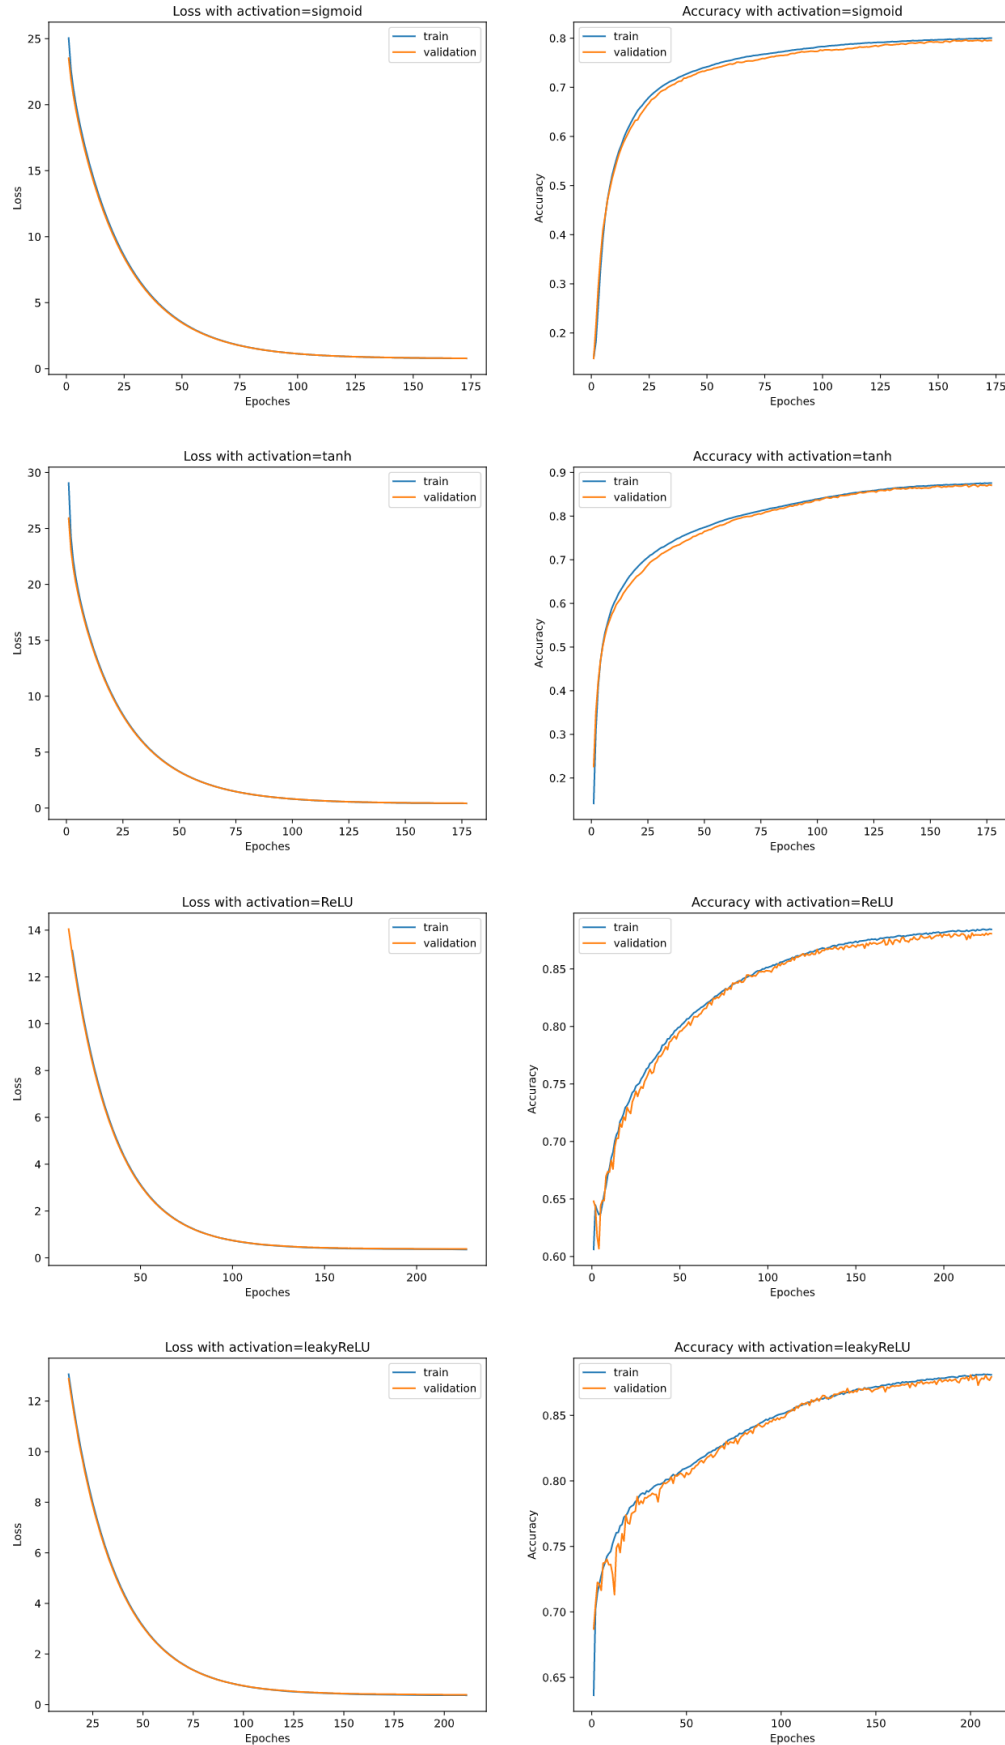 Loss with activation=sigmoid
25
20
15
10
5
0
Loss
train
validation
0 25 50 75 100 125 150 175
Epoches
Accuracy with activation=sigmoid
0.8
0.7
0.6
0.5
0.4
0.3
0.2
Accuracy
train
validation
0 25 50 75 100 125 150 175
Epoches
Loss with activation=tanh
30
25
20
15
10
5
0
Loss
train
validation
0 25 50 75 100 125 150 175
Epoches
Accuracy with activation=tanh
0.9
0.8
0.7
0.6
0.5
0.4
0.3
0.2
Accuracy
train
validation
0 25 50 75 100 125 150 175
Epoches
Loss with activation=ReLU
14
12
10
8
6
4
2
0
Loss
train
validation
50 100 150 200
Epoches
Accuracy with activation=ReLU
0.85
0.80
0.75
0.70
0.65
0.60
Accuracy
train
validation
0 50 100 150 200
Epoches
Loss with activation=leakyReLU
12
10
8
6
4
2
0
Loss
train
validation
25 50 75 100 125 150 175 200
Epoches
Accuracy with activation=leakyReLU
0.85
0.80
0.75
0.70
0.65
Accuracy
train
validation
0 50 100 150 200
Epoches